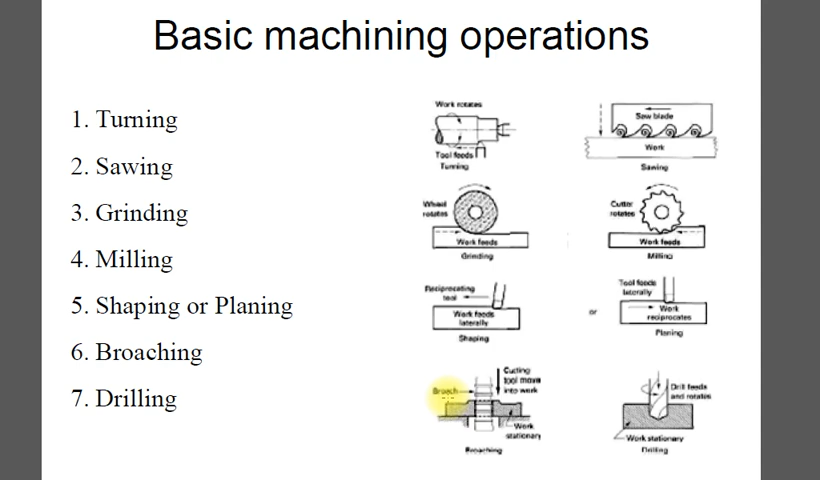 Basic machining operations
1. Turning
2. Sawing
3. Grinding
4. Milling
5. Shaping or Planing
6. Broaching
7. Drilling
Work rotates
Tool feeds
Turning
Saw blade
Work
Sawing
Wheel
rotates
Work feeds
Grinding
Cutter
rotates
Work feeds
Milling
Reciprocating
tool
Work feeds
laterally
Shaping
or
Tool feeds
laterally
Work
reciprocates
Planing
Broach
Cutting
tool move
into work
Work
stationary
Broaching
Drill feeds
and rotates
Work stationary
Drilling